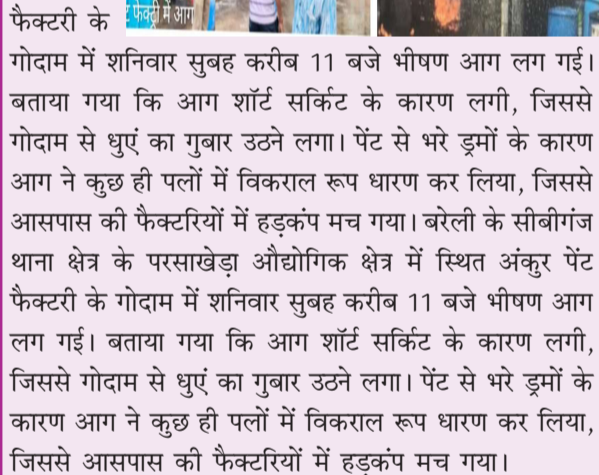 फैक्टरी के
ट फैक्ट्री में आग
गोदाम में शनिवार सुबह करीब 11 बजे भीषण आग लग गई।
बताया गया कि आग शॉर्ट सर्किट के कारण लगी, जिससे
गोदाम से धुएं का गुबार उठने लगा। पेंट से भरे ड्रमों के कारण
आग ने कुछ ही पलों में विकराल रूप धारण कर लिया, जिससे
आसपास की फैक्टरियों में हड़कंप मच गया। बरेली के सीबीगंज
थाना क्षेत्र के परसाखेड़ा औद्योगिक क्षेत्र में स्थित अंकुर पेंट
फैक्टरी के गोदाम में शनिवार सुबह करीब 11 बजे भीषण आग
लग गई। बताया गया कि आग शॉर्ट सर्किट के कारण लगी,
जिससे गोदाम से धुएं का गुबार उठने लगा। पेंट से भरे ड्रमों के
कारण आग ने कुछ ही पलों में विकराल रूप धारण कर लिया,
जिससे आसपास की फैक्टरियों में हड़कंप मच गया।